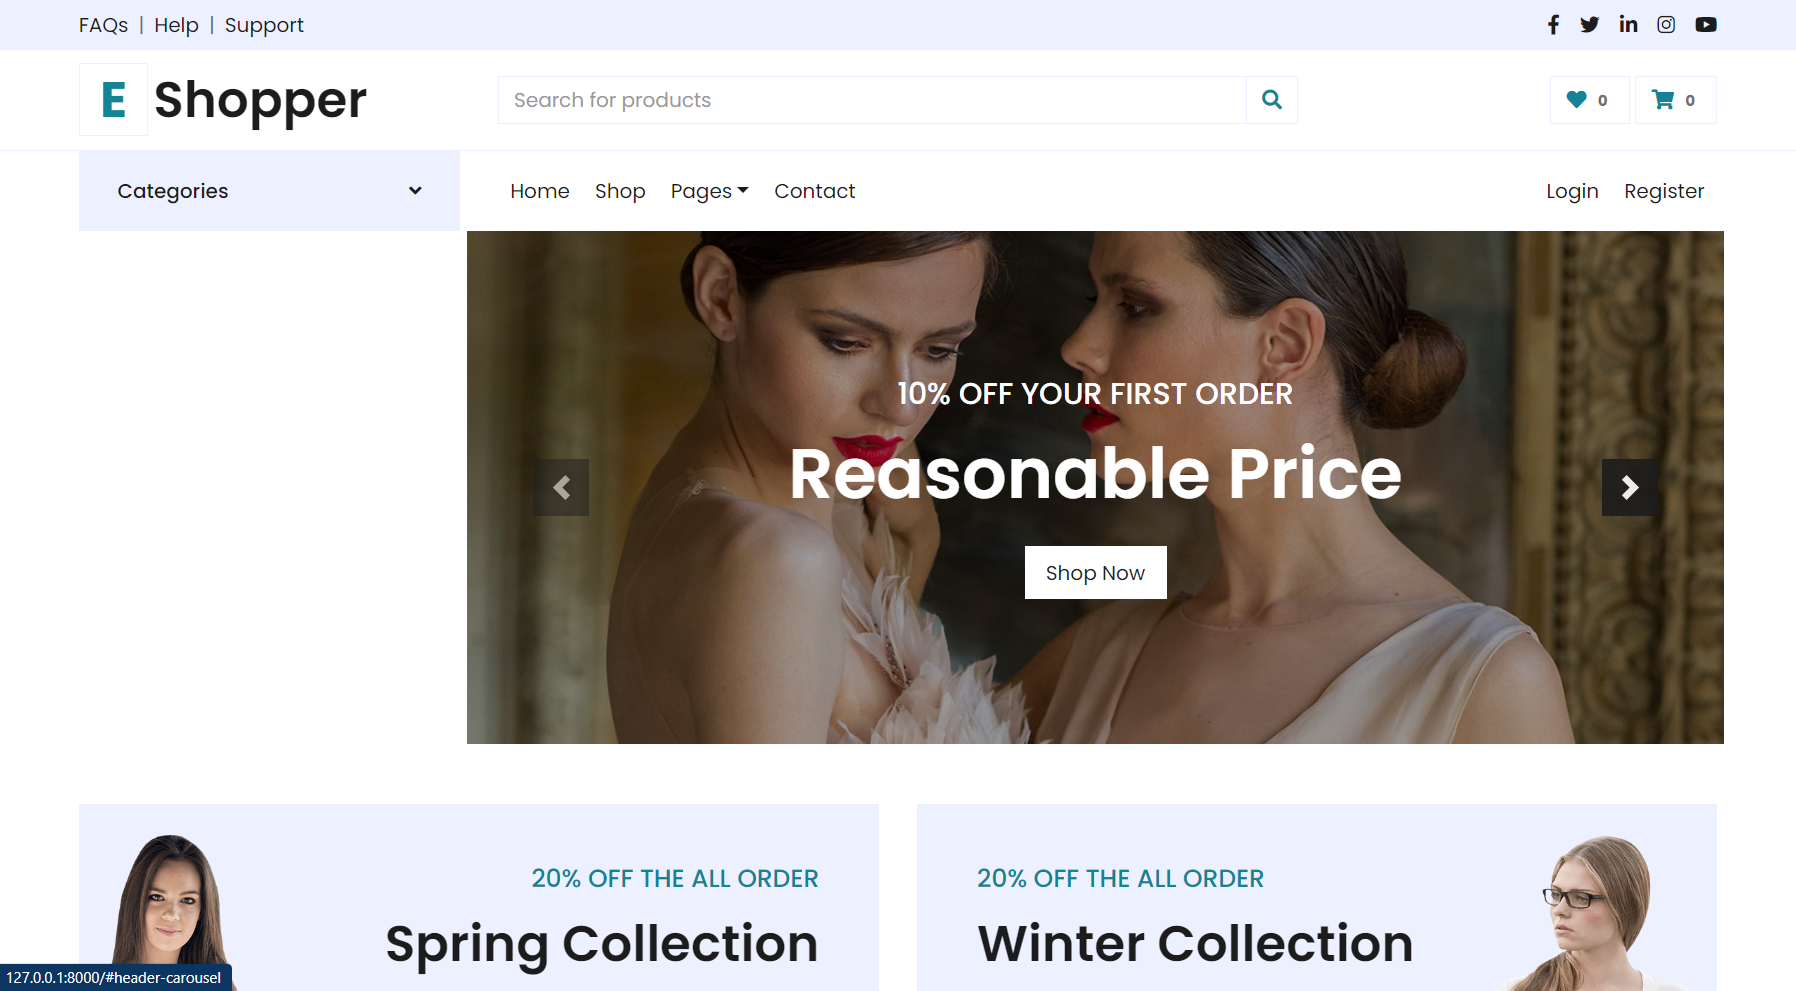 FAQs | Help | Support
E Shopper
Search for products
0
0
Categories
Home Shop Pages Contact
Login Register
10% OFF YOUR FIRST ORDER
Reasonable Price
Shop Now
20% OFF THE ALL ORDER
Spring Collection
20% OFF THE ALL ORDER
Winter Collection
127.0.0.1:8000/#header-carousel